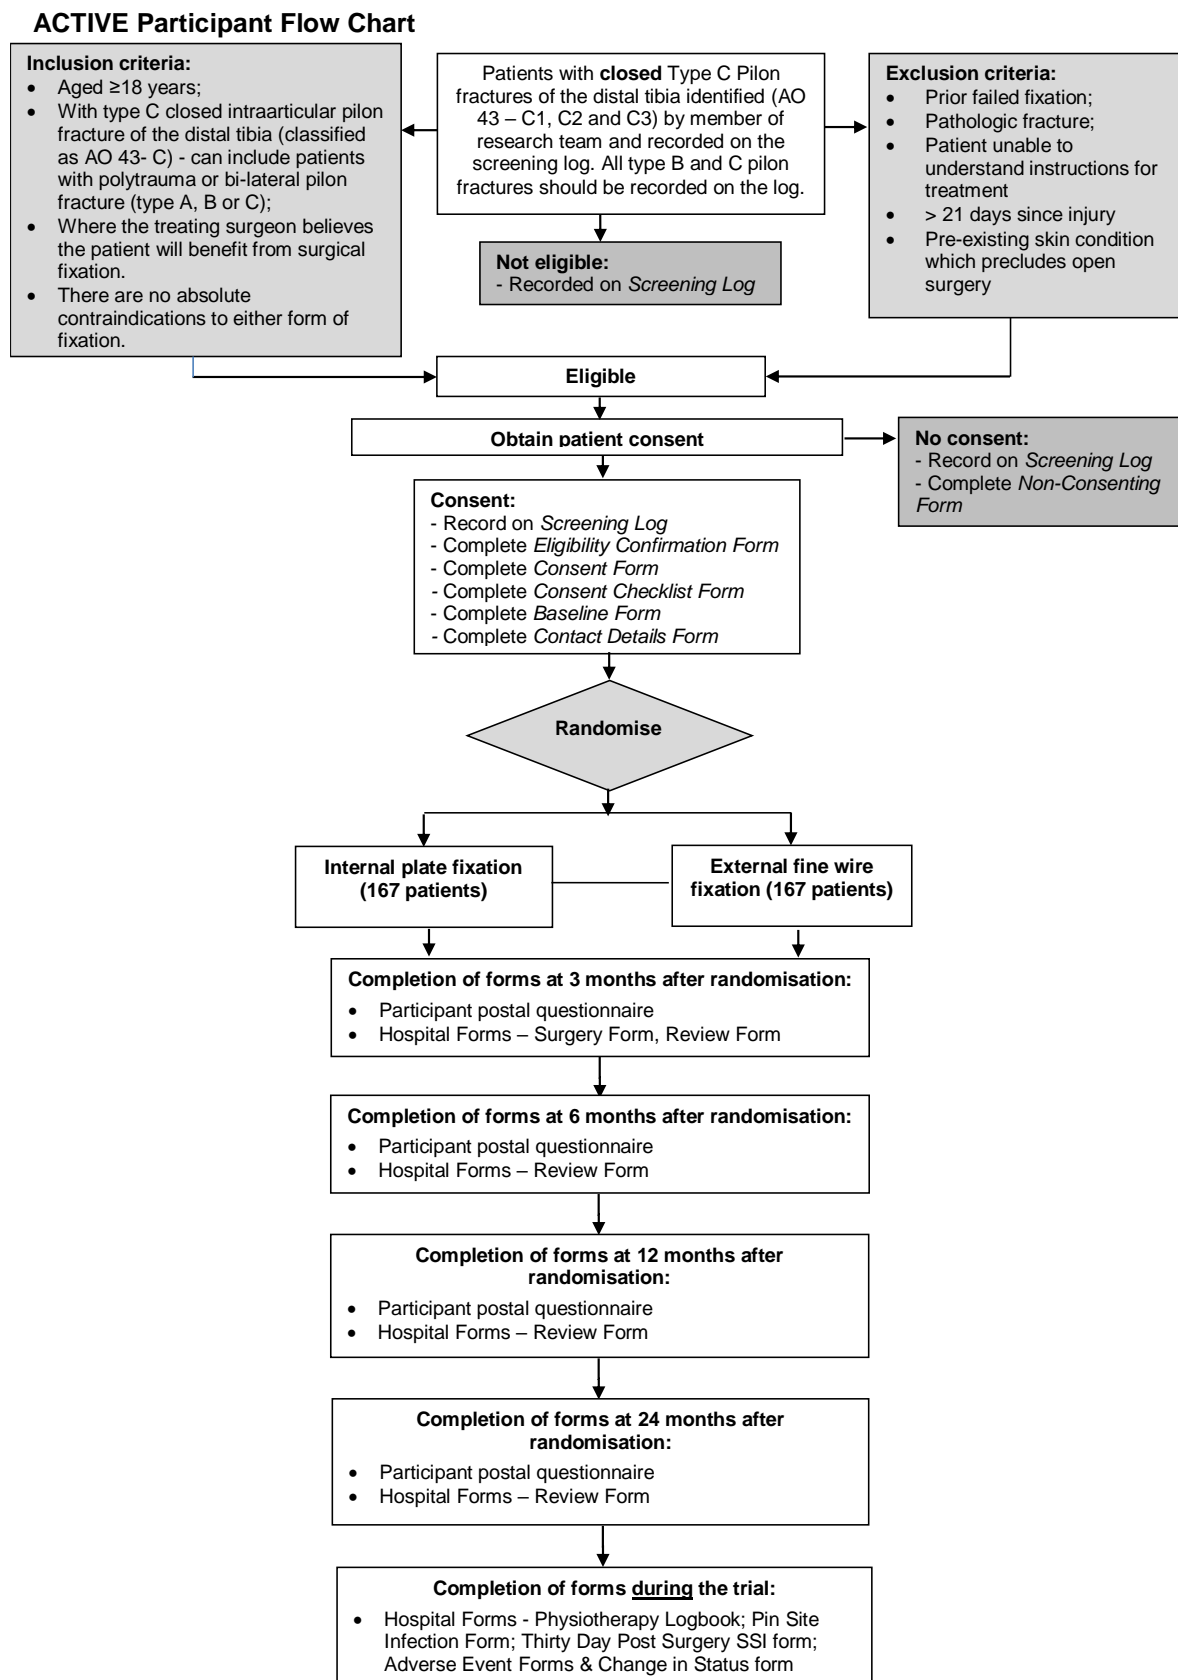 ACTIVE Participant Flow Chart
Inclusion criteria:
• Aged ≥18 years;
• With type C closed intraarticular pilon
fracture of the distal tibia (classified
as AO 43- C) - can include patients
with polytrauma or bi-lateral pilon
fracture (type A, B or C);
• Where the treating surgeon believes
the patient will benefit from surgical
fixation.
• There are no absolute
contraindications to either form of
fixation.
Patients with closed Type C Pilon
fractures of the distal tibia identified (AO
43 – C1, C2 and C3) by member of
research team and recorded on the
screening log. All type B and C pilon
fractures should be recorded on the log.
Exclusion criteria:
• Prior failed fixation;
• Pathologic fracture;
• Patient unable to
understand instructions for
treatment
• > 21 days since injury
• Pre-existing skin condition
which precludes open
surgery
Not eligible:
- Recorded on Screening Log
Eligible
Obtain patient consent
No consent:
- Record on Screening Log
- Complete Non-Consenting
Form
Consent:
- Record on Screening Log
- Complete Eligibility Confirmation Form
- Complete Consent Form
- Complete Consent Checklist Form
- Complete Baseline Form
- Complete Contact Details Form
Randomise
Internal plate fixation
(167 patients)
External fine wire
fixation (167 patients)
Completion of forms at 3 months after randomisation:
• Participant postal questionnaire
• Hospital Forms – Surgery Form, Review Form
Completion of forms at 6 months after randomisation:
• Participant postal questionnaire
• Hospital Forms – Review Form
Completion of forms at 12 months after
randomisation:
• Participant postal questionnaire
• Hospital Forms – Review Form
Completion of forms at 24 months after
randomisation:
• Participant postal questionnaire
• Hospital Forms – Review Form
Completion of forms during the trial:
• Hospital Forms - Physiotherapy Logbook; Pin Site
Infection Form; Thirty Day Post Surgery SSI form;
Adverse Event Forms & Change in Status form